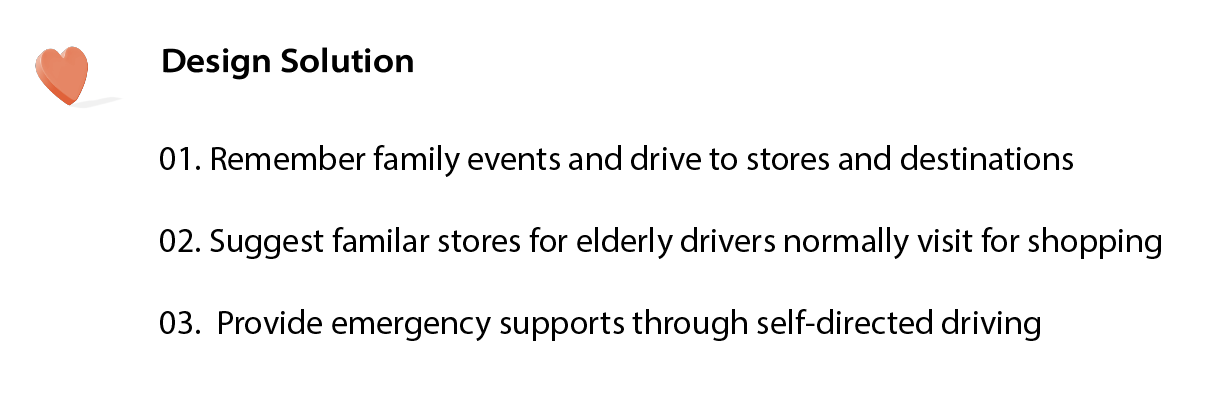 Design Solution
01. Remember family events and drive to stores and destinations
02. Suggest familar stores for elderly drivers normally visit for shopping
03. Provide emergency supports through self-directed driving